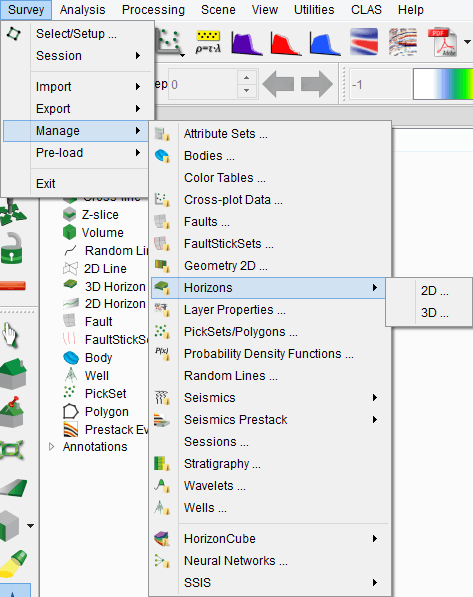 Survey Analysis Processing Scene View Utilities CLAS Help
Select/Setup ...
Session
ρ=τ·λ
PDF
Import
ep 0
-1
Export
Manage
Pre-load
Exit
Attribute Sets ...
Bodies ...
Color Tables ...
Cross-plot Data ...
Faults ...
FaultStickSets ...
Geometry 2D ...
Horizons
2D ...
3D ...
Layer Properties ...
PickSets/Polygons ...
P(x) Probability Density Functions ...
Random Lines ...
Seismics
Seismics Prestack
Sessions ...
Stratigraphy ...
Wavelets ...
Wells ...
HorizonCube
Neural Networks ...
SSIS
Z-slice
Volume
Random Li
2D Line
3D Horizon
2D Horizon
Fault
FaultStickS
Body
Well
PickSet
Polygon
Prestack Ev
Annotations